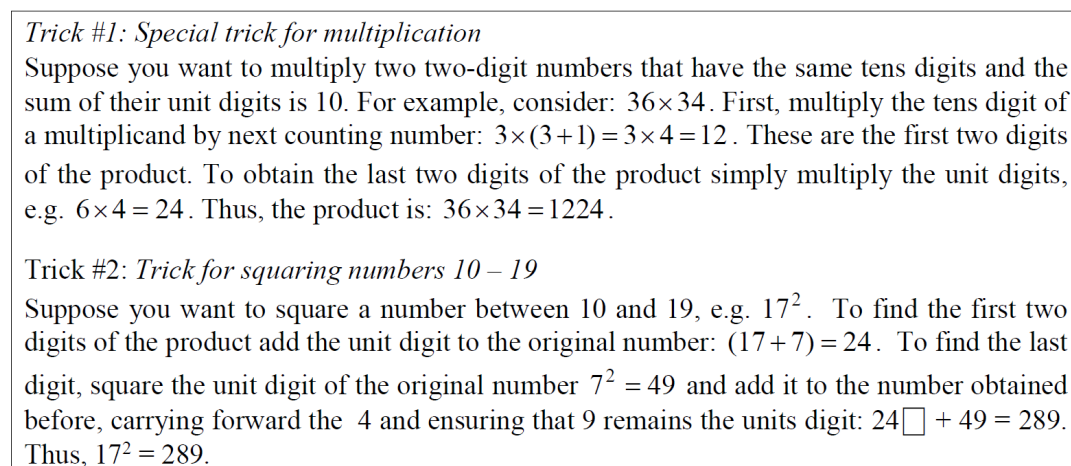 Trick #1: Special trick for multiplication
Suppose you want to multiply two two-digit numbers that have the same tens digits and the
sum of their unit digits is 10. For example, consider: 36×34. First, multiply the tens digit of
a multiplicand by next counting number: 3×(3+1)=3×4=12. These are the first two digits
of the product. To obtain the last two digits of the product simply multiply the unit digits,
e.g. 6×4=24. Thus, the product is: 36×34=1224.
Trick #2: Trick for squaring numbers 10 – 19
Suppose you want to square a number between 10 and 19, e.g. 17². To find the first two
digits of the product add the unit digit to the original number: (17+7)=24. To find the last
digit, square the unit digit of the original number 7² = 49 and add it to the number obtained
before, carrying forward the 4 and ensuring that 9 remains the units digit: 24□ + 49 = 289.
Thus, 17² = 289.